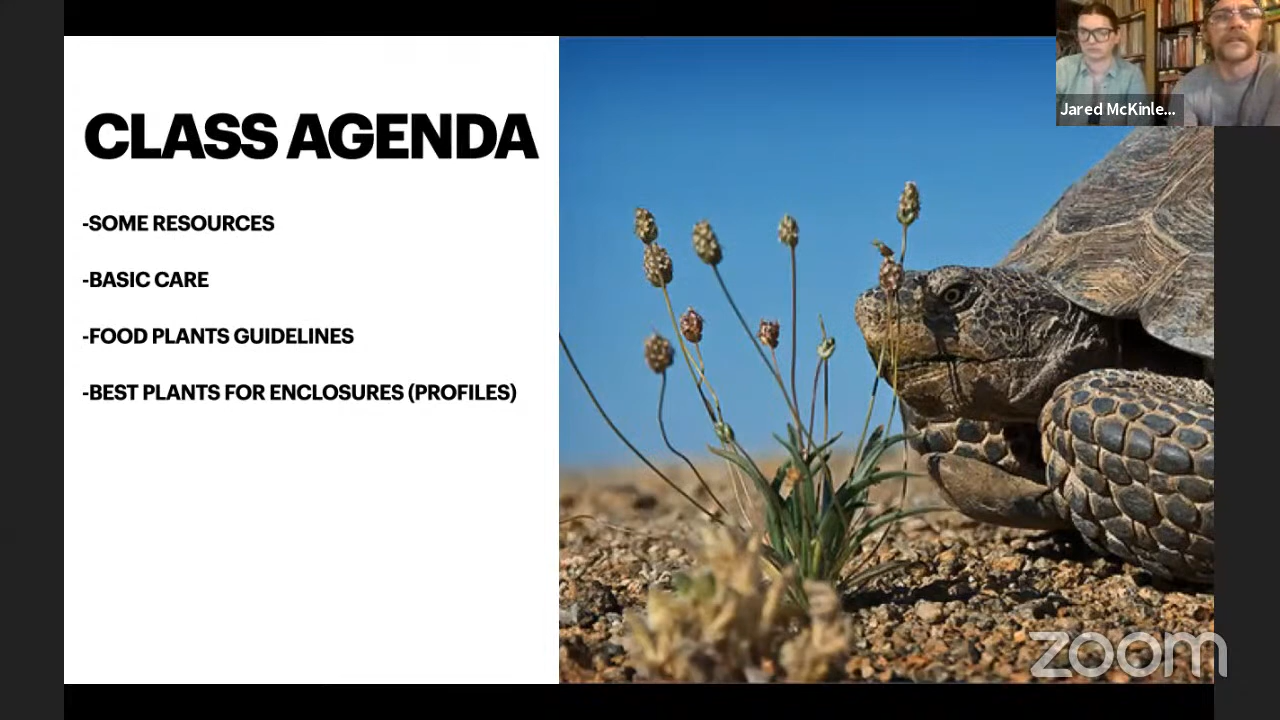 Jared McKinle...
CLASS AGENDA
-SOME RESOURCES
-BASIC CARE
-FOOD PLANTS GUIDELINES
-BEST PLANTS FOR ENCLOSURES (PROFILES)
zoom